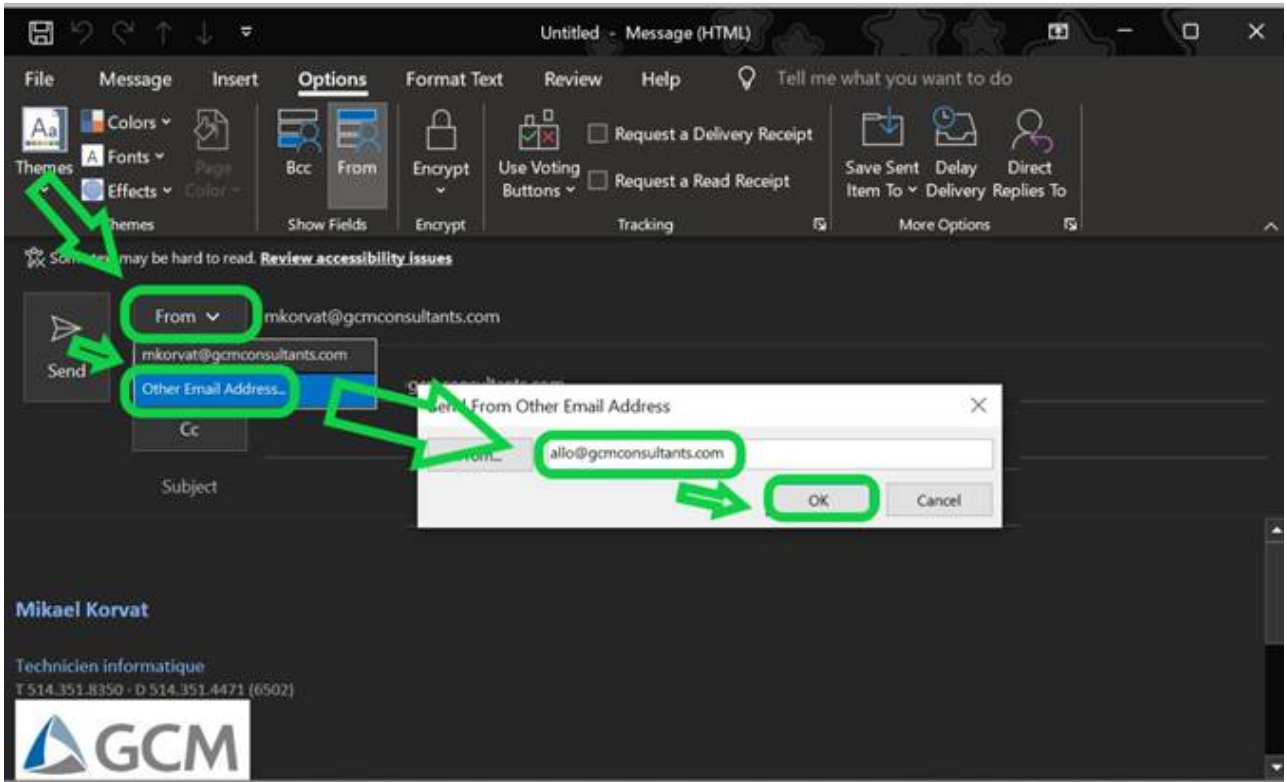 Untitled - Message (HTML)
File Message Insert Options Format Text Review Help Tell me what you want to do
Themes
Colors
Fonts
Effects
Page Color
Bcc
From
Encrypt
Use Voting Buttons
Request a Delivery Receipt
Request a Read Receipt
Save Sent Item To
Delay Delivery
Direct Replies To
Show Fields Encrypt Tracking More Options
may be hard to read. Review accessibility issues
Send
From mkorvat@gcmconsultants.com
mkorvat@gcmconsultants.com
Other Email Address...
Cc
Subject
Send From Other Email Address
allo@gcmconsultants.com
OK Cancel
Mikael Korvat
Technicien informatique
T 514.351.8350 - D 514.351.4471 (6502)
GCM